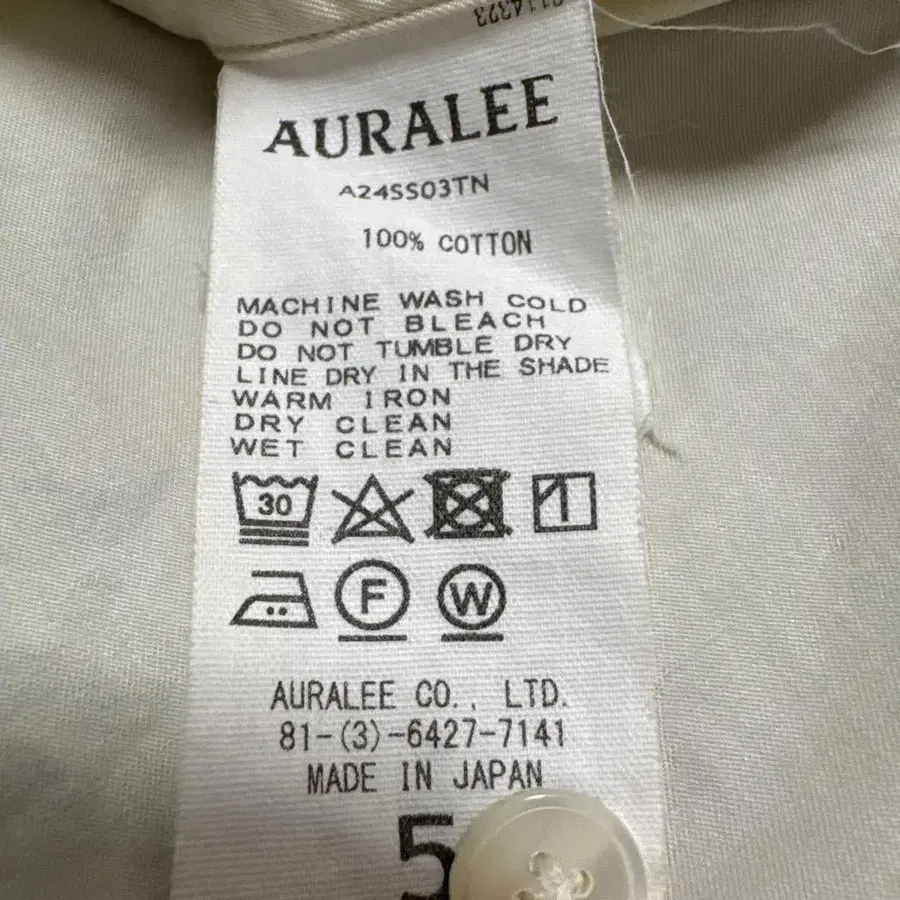 AURALEE
A24SS03TN
100% COTTON
MACHINE WASH COLD
DO NOT BLEACH
DO NOT TUMBLE DRY
LINE DRY IN THE SHADE
WARM IRON
DRY CLEAN
WET CLEAN
30
F W
AURALEE CO., LTD.
81-(3)-6427-7141
MADE IN JAPAN
5